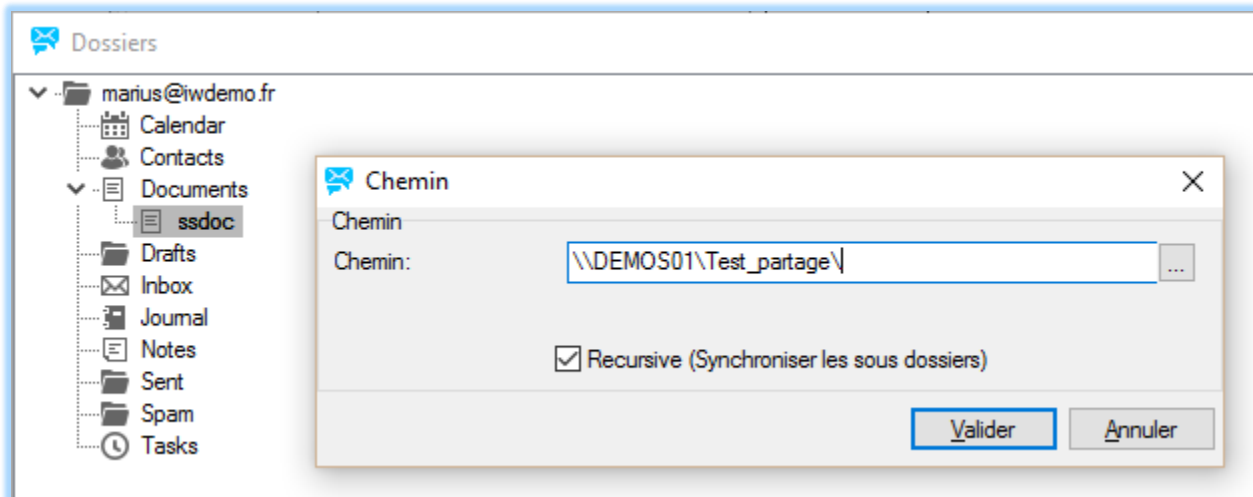 Dossiers
marius@iwdemo.fr
Calendar
Contacts
Documents
ssdoc
Drafts
Inbox
Journal
Notes
Sent
Spam
Tasks
Chemin
Chemin
Chemin: \\DEMOS01\Test_partage\
...
Recursive (Synchroniser les sous dossiers)
Valider Annuler